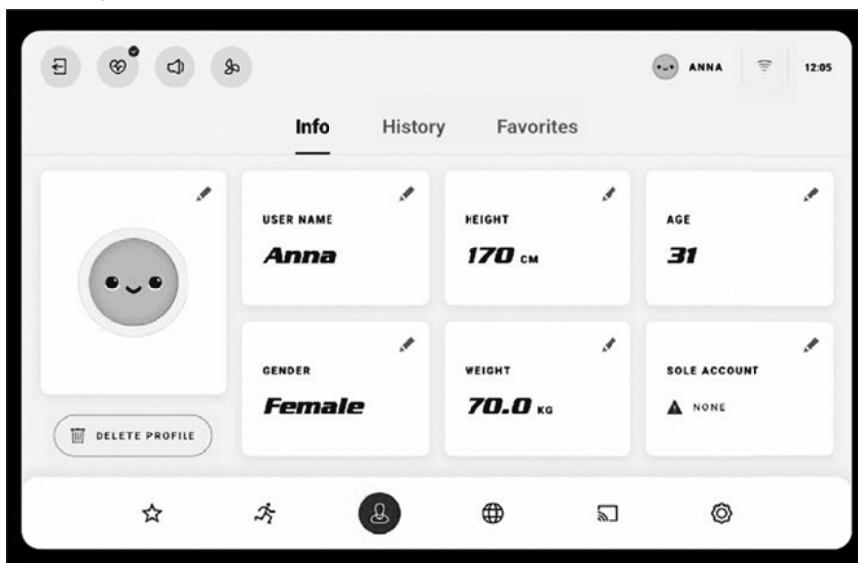 ANNA
12:05
Info History Favorites
USER NAME
Anna
HEIGHT
170 CM
AGE
31
GENDER
Female
WEIGHT
70.0 KG
SOLE ACCOUNT
NONE
DELETE PROFILE